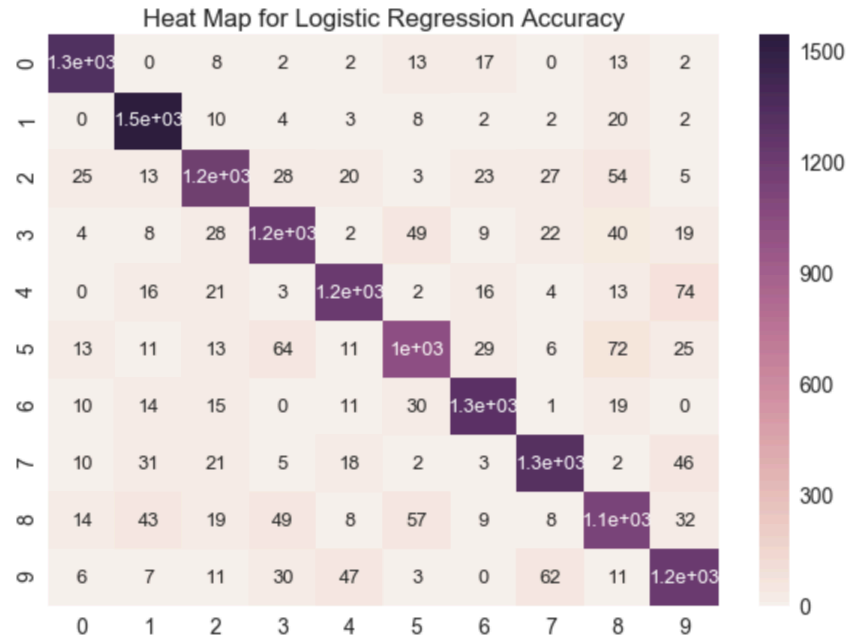 Heat Map for Logistic Regression Accuracy
0 1.3e+03 0 8 2 2 13 17 0 13 2
1 0 1.5e+03 10 4 3 8 2 2 20 2
2 25 13 1.2e+03 28 20 3 23 27 54 5
3 4 8 28 1.2e+03 2 49 9 22 40 19
4 0 16 21 3 1.2e+03 2 16 4 13 74
5 13 11 13 64 11 1e+03 29 6 72 25
6 10 14 15 0 11 30 1.3e+03 1 19 0
7 10 31 21 5 18 2 3 1.3e+03 2 46
8 14 43 19 49 8 57 9 8 1.1e+03 32
9 6 7 11 30 47 3 0 62 11 1.2e+03
0 1 2 3 4 5 6 7 8 9
1500
1200
900
600
300
0